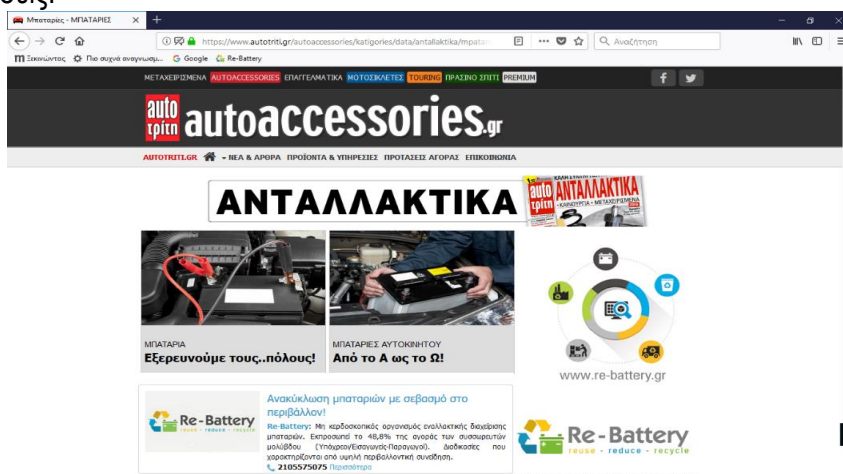 Μπαταρίες - ΜΠΑΤΑΡΙΕΣ
https://www.autotriti.gr/autoaccessories/katigories/data/antallaktika/mpatar
Αναζήτηση
Ξεκινώντας Πιο συχνά αναγνωσμ... Google Re-Battery
ΜΕΤΑΧΕΙΡΙΣΜΕΝΑ AUTOACCESSORIES ΕΠΑΓΓΕΛΜΑΤΙΚΑ ΜΟΤΟΣΙΚΛΕΤΕΣ TOURING ΠΡΑΣΙΝΟ ΣΠΙΤΙ PREMIUM
auto τρίτη autoaccessories.gr
AUTOTRITI.GR ΝΕΑ & ΑΡΘΡΑ ΠΡΟΪΟΝΤΑ & ΥΠΗΡΕΣΙΕΣ ΠΡΟΤΑΣΕΙΣ ΑΓΟΡΑΣ ΕΠΙΚΟΙΝΩΝΙΑ
ΑΝΤΑΛΛΑΚΤΙΚΑ
auto τρίτη ΑΝΤΑΛΛΑΚΤΙΚΑ
ΜΠΑΤΑΡΙΑ
Εξερευνούμε τους..πόλους!
ΜΠΑΤΑΡΙΕΣ ΑΥΤΟΚΙΝΗΤΟΥ
Από το Α ως το Ω!
www.re-battery.gr
Re-Battery
reuse - reduce - recycle
Ανακύκλωση μπαταριών με σεβασμό στο
περιβάλλον!
Re-Battery: Μη κερδοσκοπικός οργανισμός εναλλακτικής διαχείρισης
μπαταριών. Εκπροσωπεί το 48,8% της αγοράς των συσσωρευτών
μολύβδου (Υπόχρεοι/Εισαγωγείς-Παραγωγοί). Διαδικασίες που
χαρακτηρίζονται από υψηλή περιβαλλοντική συνείδηση.
2105575075 Περισσότερα
Re-Battery
reuse - reduce - recycle